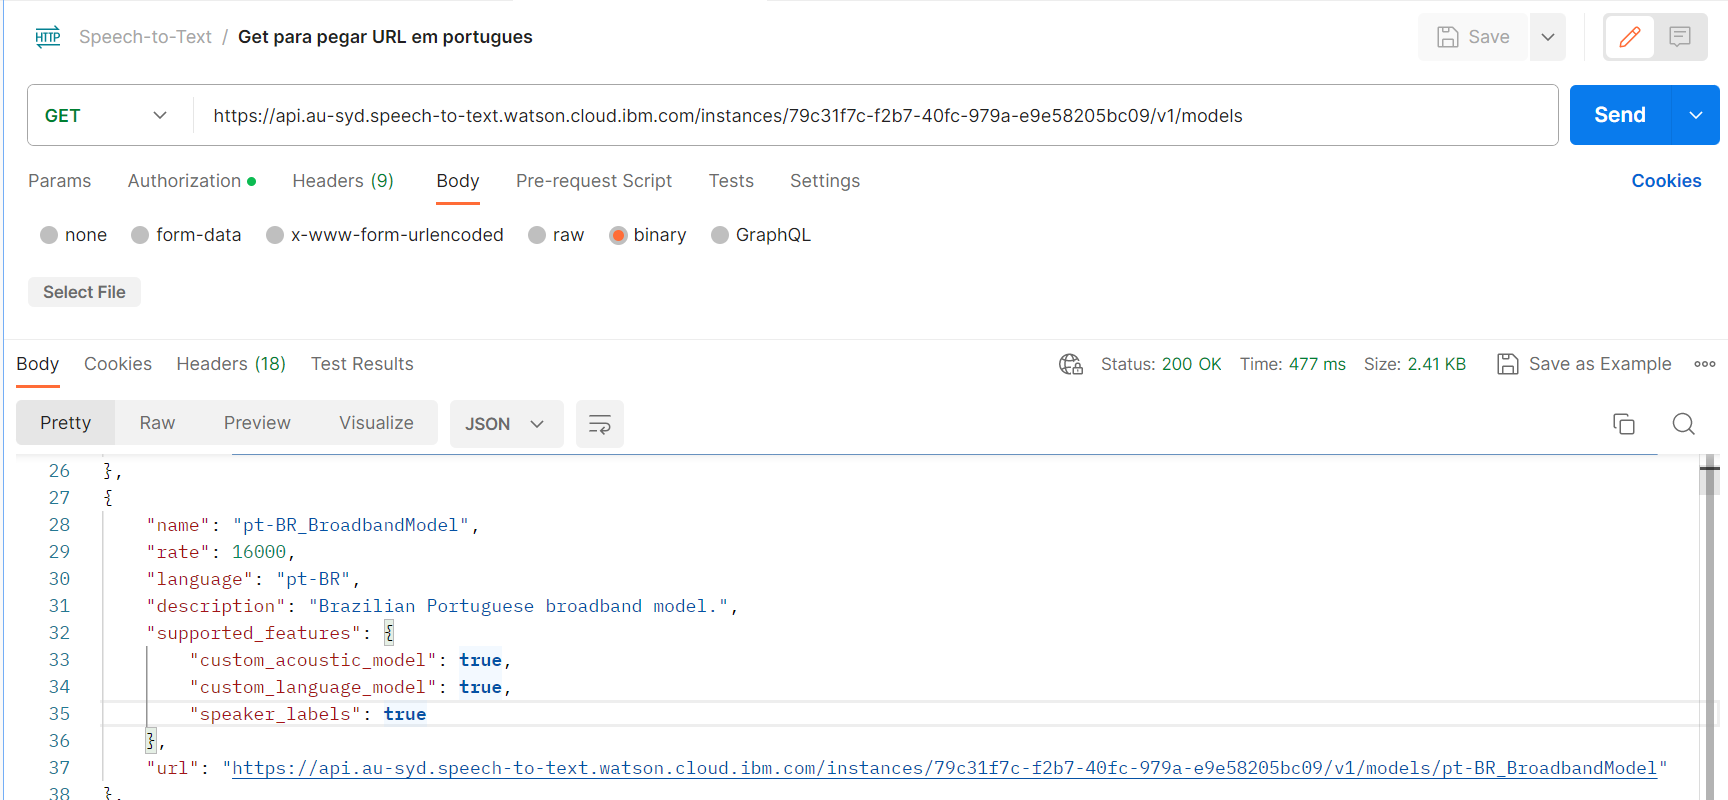 HTTP Speech-to-Text / Get para pegar URL em portugues Save
GET https://api.au-syd.speech-to-text.watson.cloud.ibm.com/instances/79c31f7c-f2b7-40fc-979a-e9e58205bc09/v1/models Send
Params Authorization Headers (9) Body Pre-request Script Tests Settings Cookies
none form-data x-www-form-urlencoded raw binary GraphQL
Select File
Body Cookies Headers (18) Test Results Status: 200 OK Time: 477 ms Size: 2.41 KB Save as Example
Pretty Raw Preview Visualize JSON
26 },
27 {
28 "name": "pt-BR_BroadbandModel",
29 "rate": 16000,
30 "language": "pt-BR",
31 "description": "Brazilian Portuguese broadband model.",
32 "supported_features": {
33 "custom_acoustic_model": true,
34 "custom_language_model": true,
35 "speaker_labels": true
36 },
37 "url": "https://api.au-syd.speech-to-text.watson.cloud.ibm.com/instances/79c31f7c-f2b7-40fc-979a-e9e58205bc09/v1/models/pt-BR_BroadbandModel"
38 },